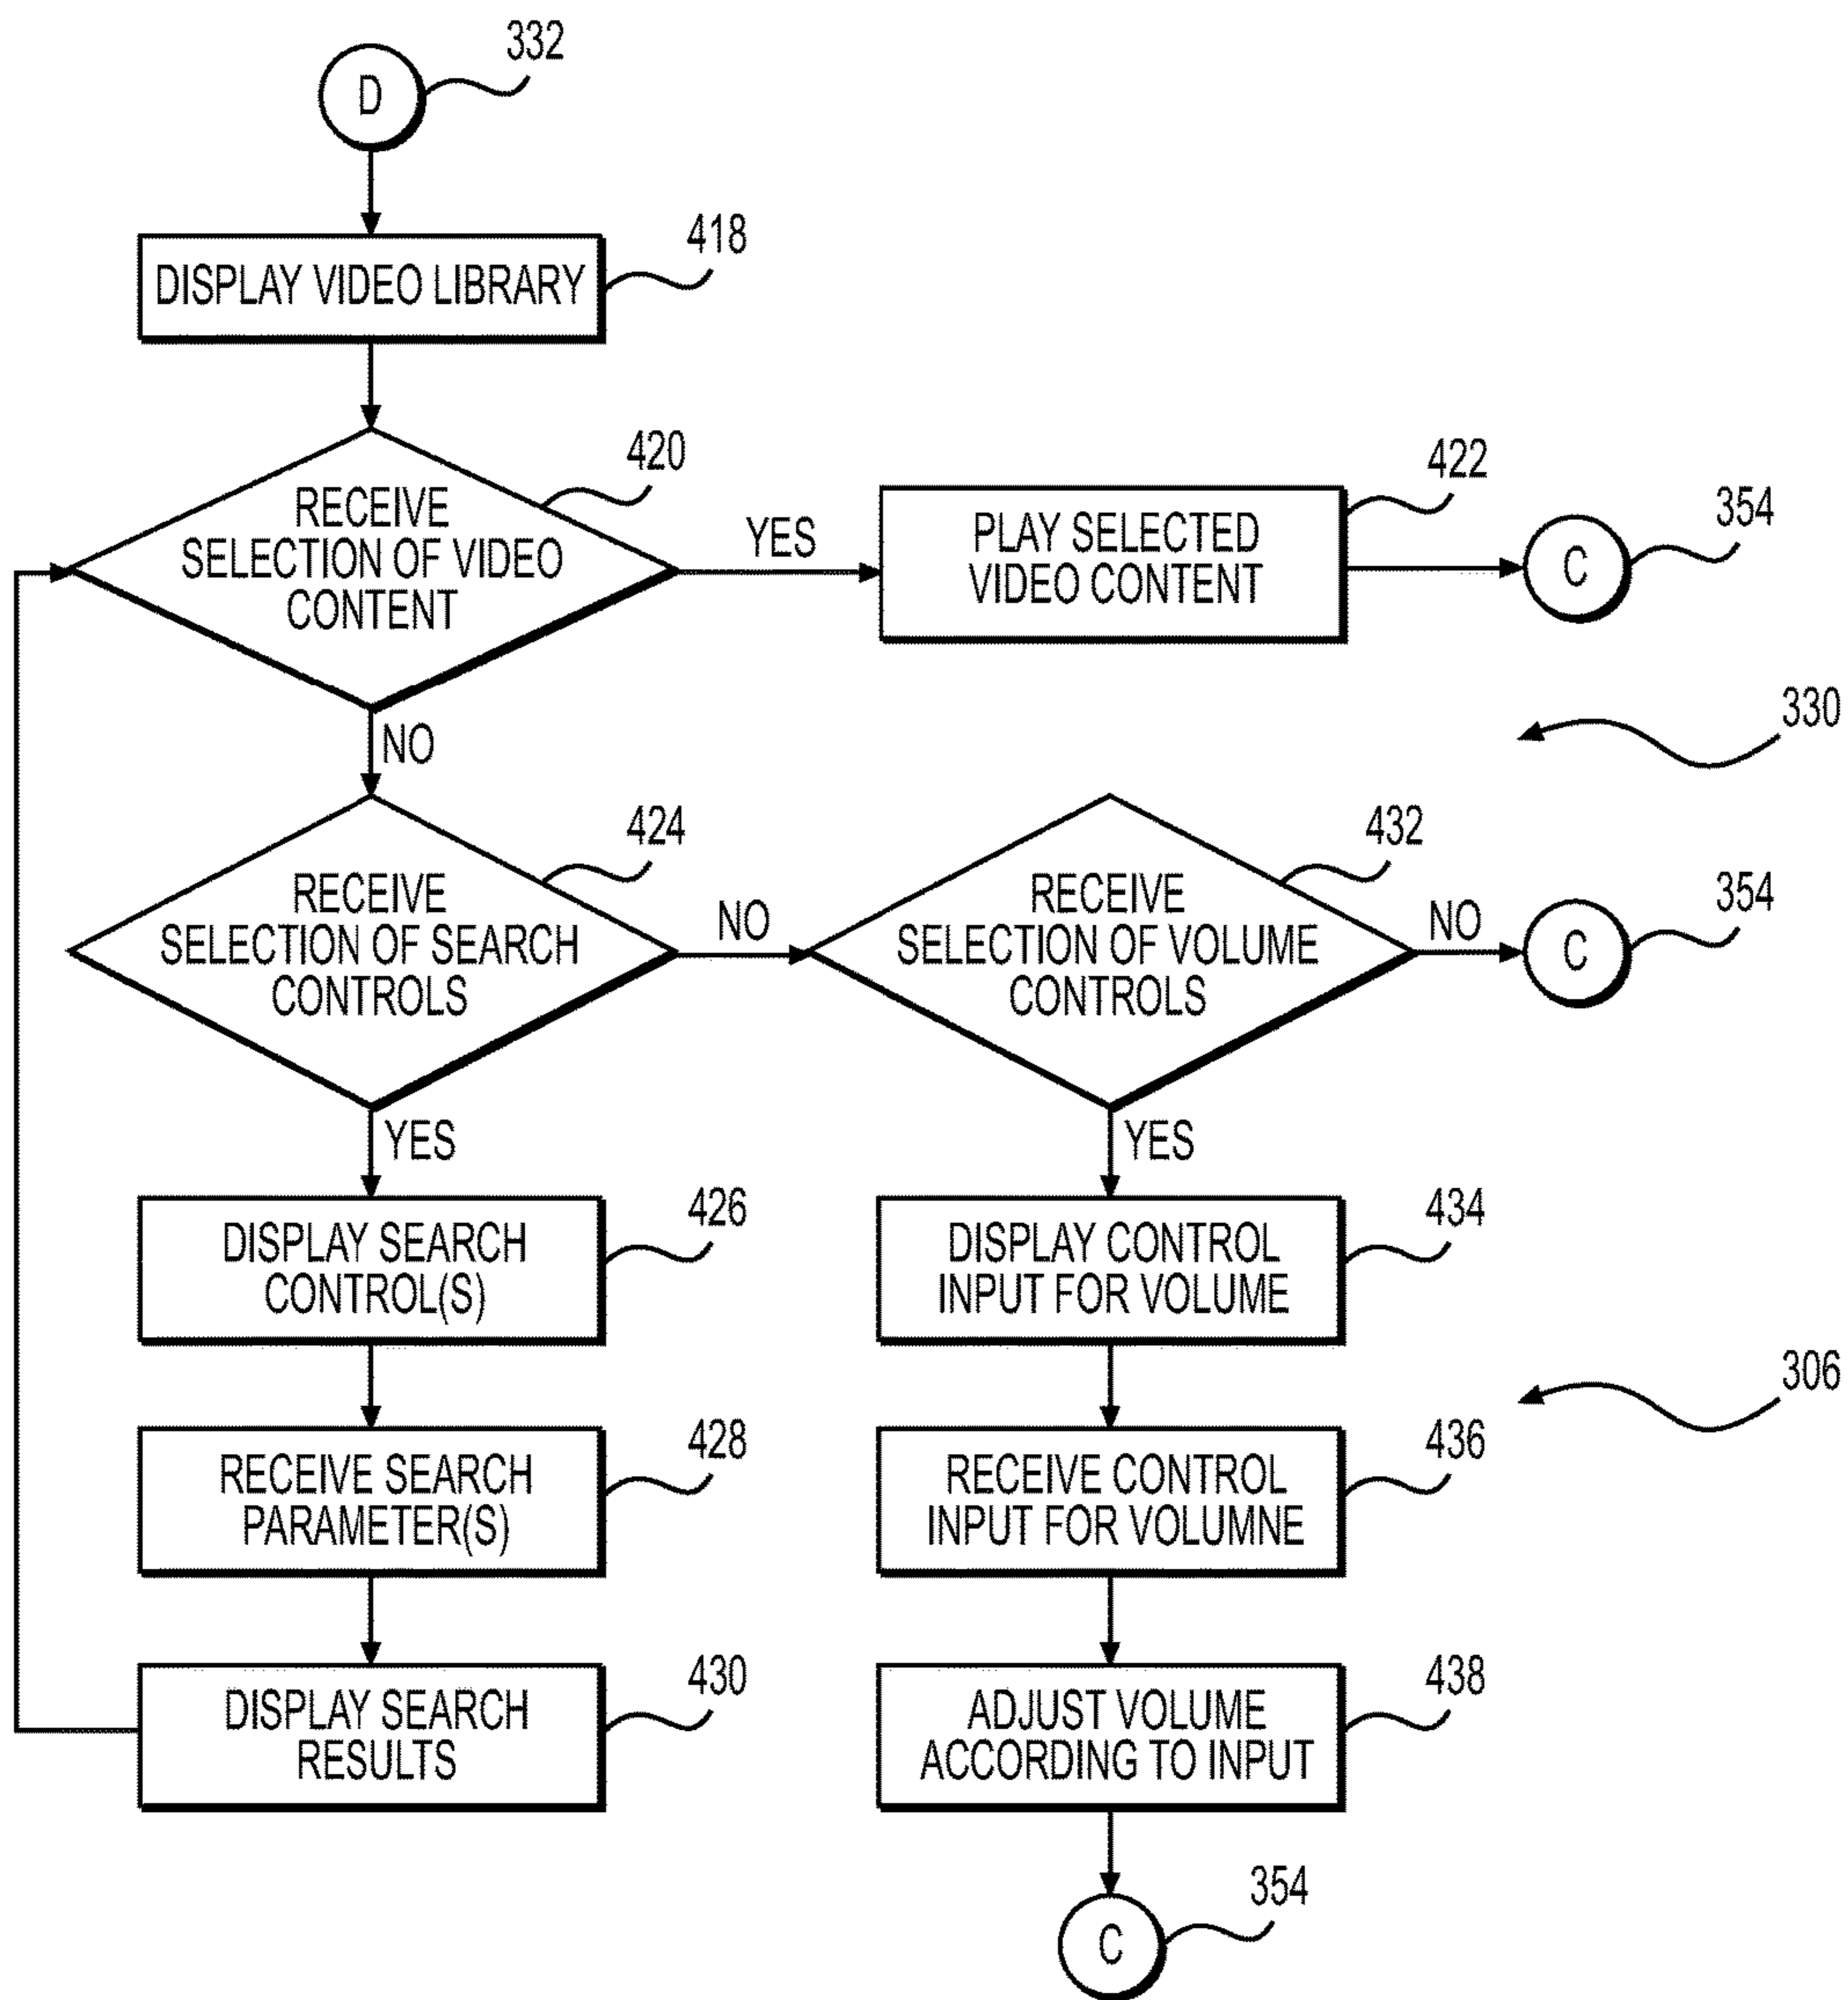 332
D
418
DISPLAY VIDEO LIBRARY
420
RECEIVE
SELECTION OF VIDEO
CONTENT
YES
422
PLAY SELECTED
VIDEO CONTENT
354
C
NO
330
424
RECEIVE
SELECTION OF SEARCH
CONTROLS
NO
432
RECEIVE
SELECTION OF VOLUME
CONTROLS
NO
354
C
YES
YES
426
DISPLAY SEARCH
CONTROL(S)
434
DISPLAY CONTROL
INPUT FOR VOLUME
306
428
RECEIVE SEARCH
PARAMETER(S)
436
RECEIVE CONTROL
INPUT FOR VOLUMNE
430
DISPLAY SEARCH
RESULTS
438
ADJUST VOLUME
ACCORDING TO INPUT
354
C